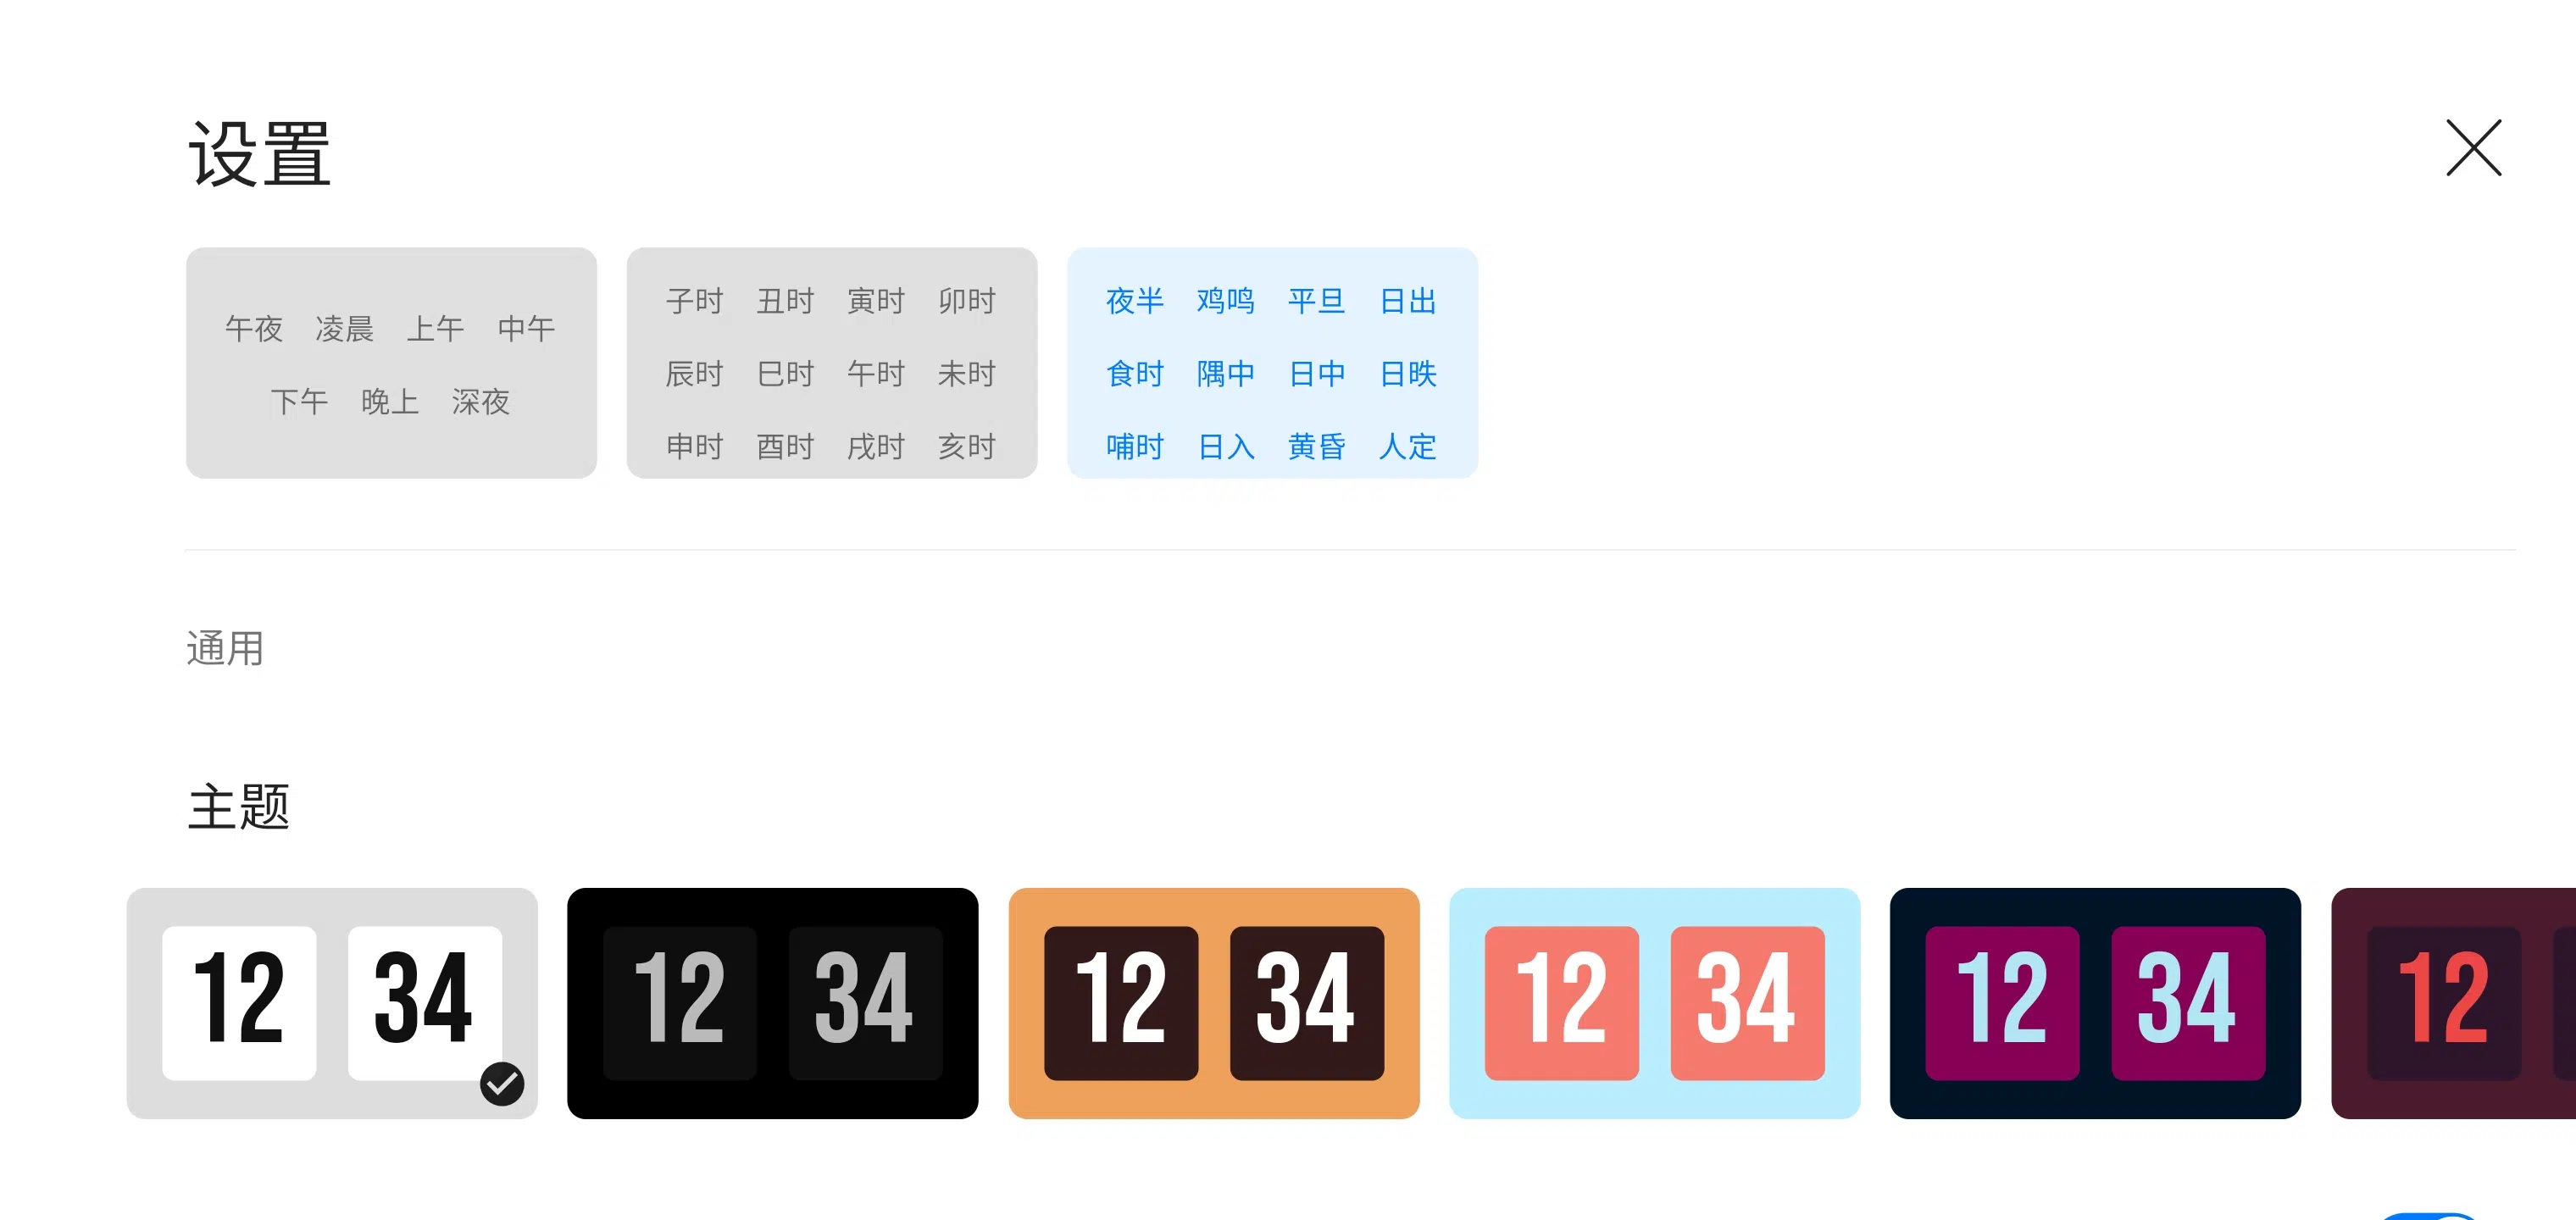 设置
午夜 凌晨 上午 中午
下午 晚上 深夜
子时 丑时 寅时 卯时
辰时 巳时 午时 未时
申时 酉时 戌时 亥时
夜半 鸡鸣 平旦 日出
食时 隅中 日中 日昳
哺时 日入 黄昏 人定
通用
主题
12 34
12 34
12 34
12 34
12 34
12